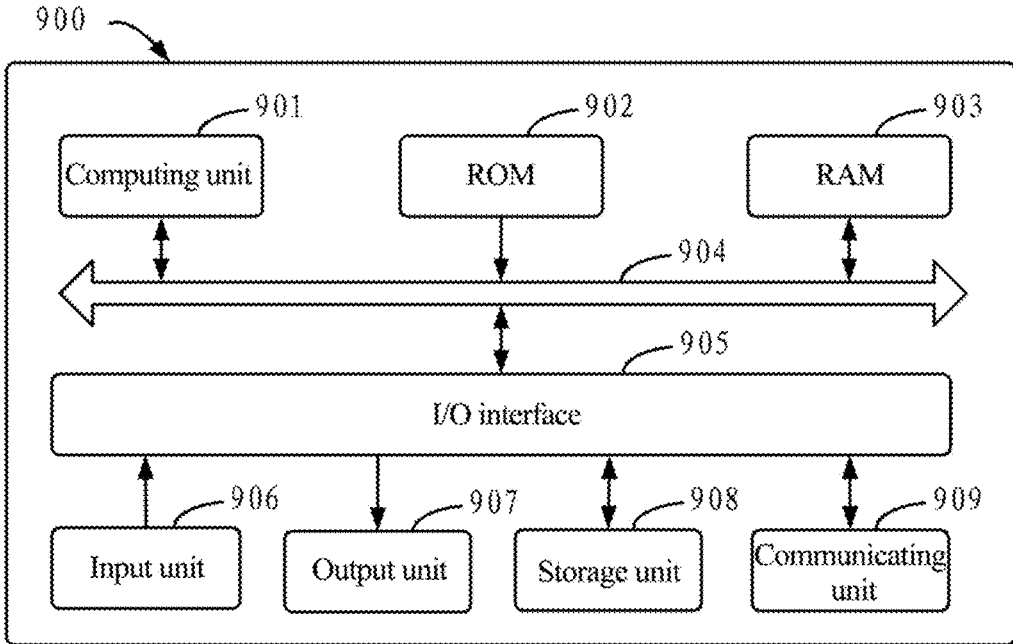 900
901
902
903
Computing unit
ROM
RAM
904
905
I/O interface
906
907
908
909
Input unit
Output unit
Storage unit
Communicating
unit